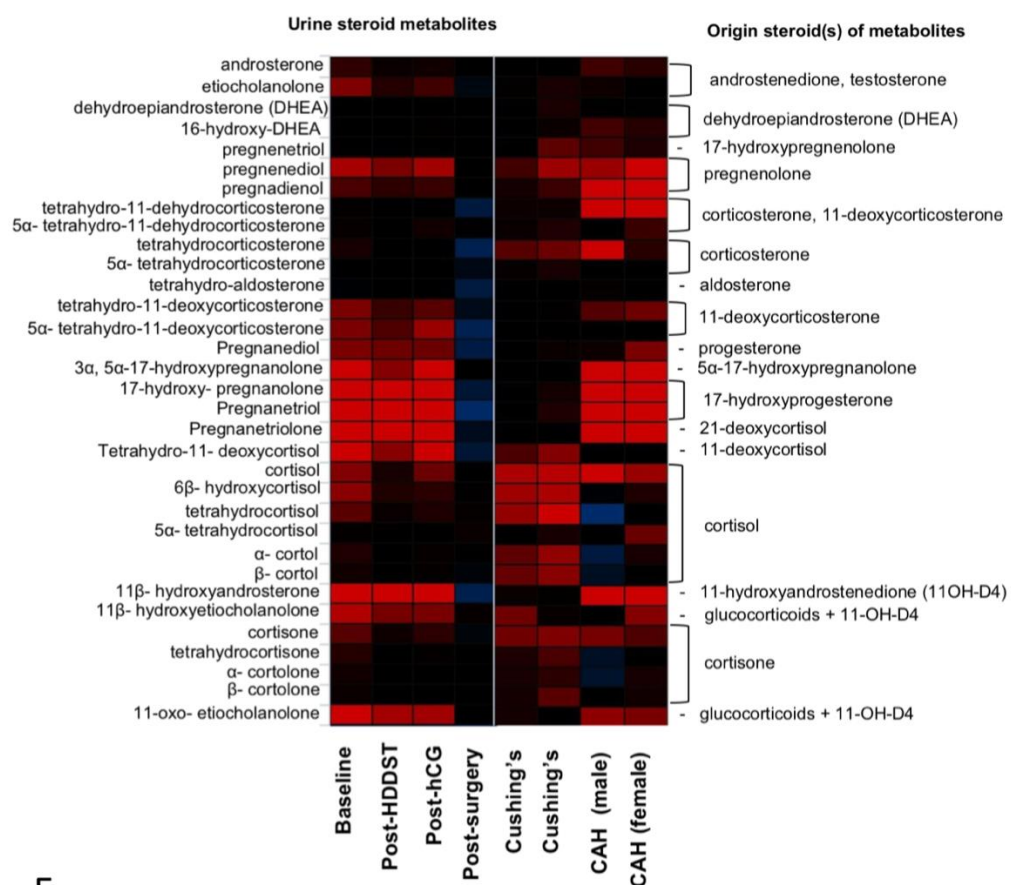 Urine steroid metabolites
Origin steroid(s) of metabolites
androsterone
etiocholanolone
androstenedione, testosterone
dehydroepiandrosterone (DHEA)
16-hydroxy-DHEA
dehydroepiandrosterone (DHEA)
pregnenetriol
- 17-hydroxypregnenolone
pregnenediol
pregnadienol
pregnenolone
tetrahydro-11-dehydrocorticosterone
5α- tetrahydro-11-dehydrocorticosterone
corticosterone, 11-deoxycorticosterone
tetrahydrocorticosterone
5α- tetrahydrocorticosterone
corticosterone
tetrahydro-aldosterone
- aldosterone
tetrahydro-11-deoxycorticosterone
5α- tetrahydro-11-deoxycorticosterone
11-deoxycorticosterone
Pregnanediol
- progesterone
3α, 5α-17-hydroxypregnanolone
- 5α-17-hydroxypregnanolone
17-hydroxy- pregnanolone
Pregnanetriol
17-hydroxyprogesterone
Pregnanetriolone
- 21-deoxycortisol
Tetrahydro-11- deoxycortisol
- 11-deoxycortisol
cortisol
6β- hydroxycortisol
tetrahydrocortisol
5α- tetrahydrocortisol
α- cortol
β- cortol
cortisol
11β- hydroxyandrosterone
- 11-hydroxyandrostenedione (11OH-D4)
11β- hydroxyetiocholanolone
- glucocorticoids + 11-OH-D4
cortisone
tetrahydrocortisone
α- cortolone
β- cortolone
cortisone
11-oxo- etiocholanolone
- glucocorticoids + 11-OH-D4
Baseline
Post-HDDST
Post-hCG
Post-surgery
Cushing's
Cushing's
CAH (male)
CAH (female)